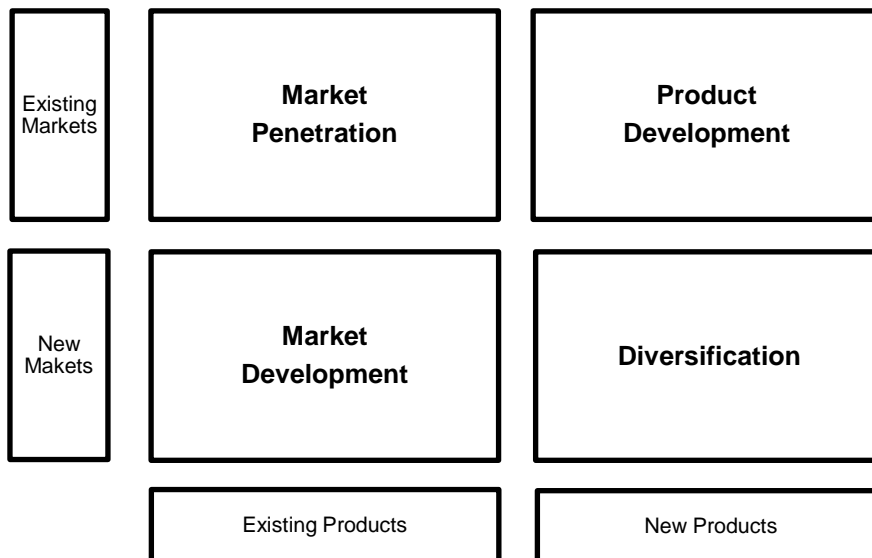 Existing
Markets
Market
Penetration
Product
Development
New
Makets
Market
Development
Diversification
Existing Products
New Products